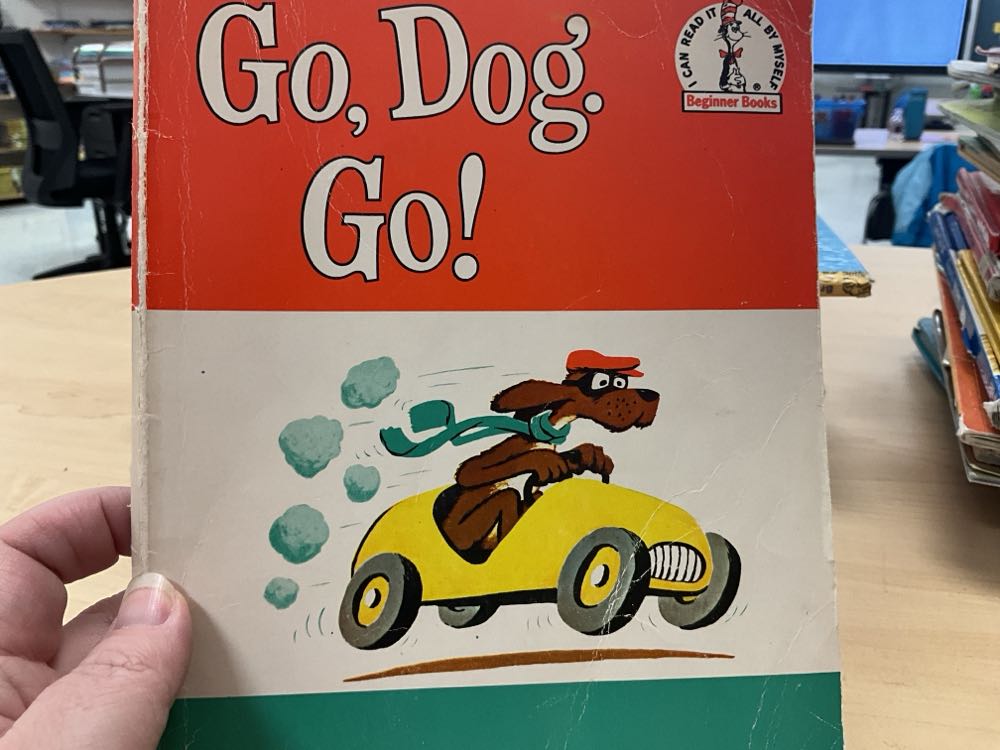 Go, Dog.
Go!
I CAN READ IT ALL BY MYSELF
®
Beginner Books